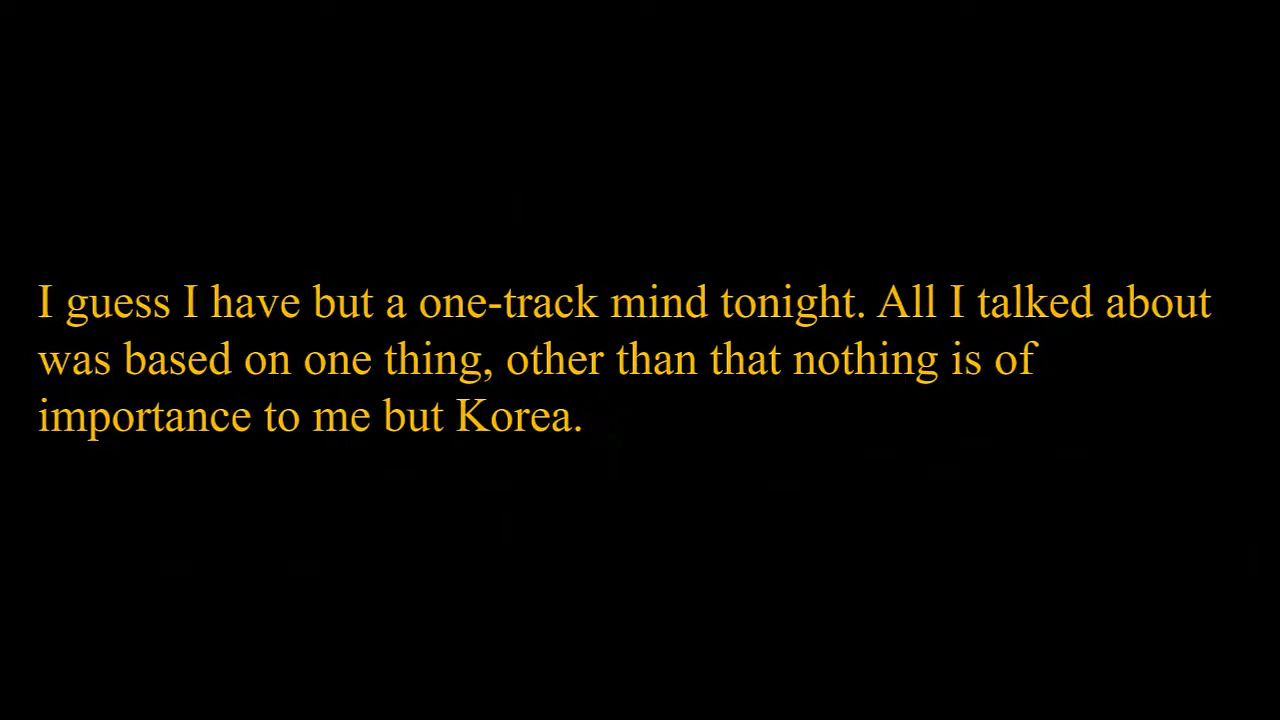 I guess I have but a one-track mind tonight. All I talked about
was based on one thing, other than that nothing is of
importance to me but Korea.